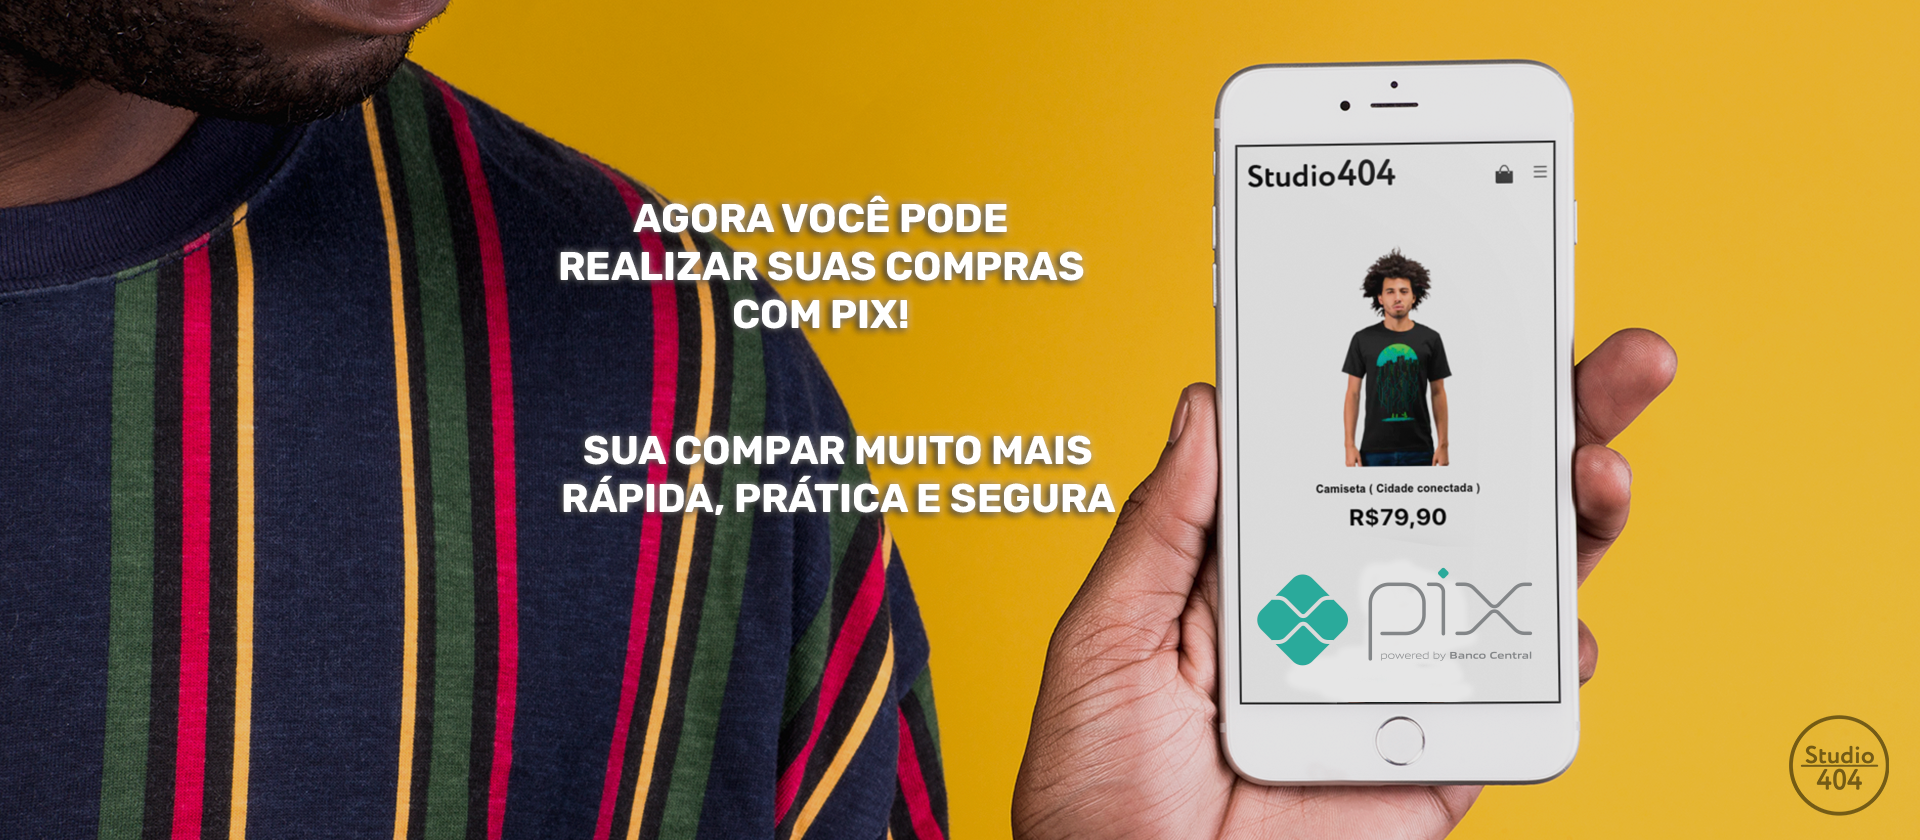 AGORA VOCÊ PODE
REALIZAR SUAS COMPRAS
COM PIX!
SUA COMPAR MUITO MAIS
RÁPIDA, PRÁTICA E SEGURA
Studio404
Camiseta ( Cidade conectada )
R$79,90
pix
powered by Banco Central
Studio
404